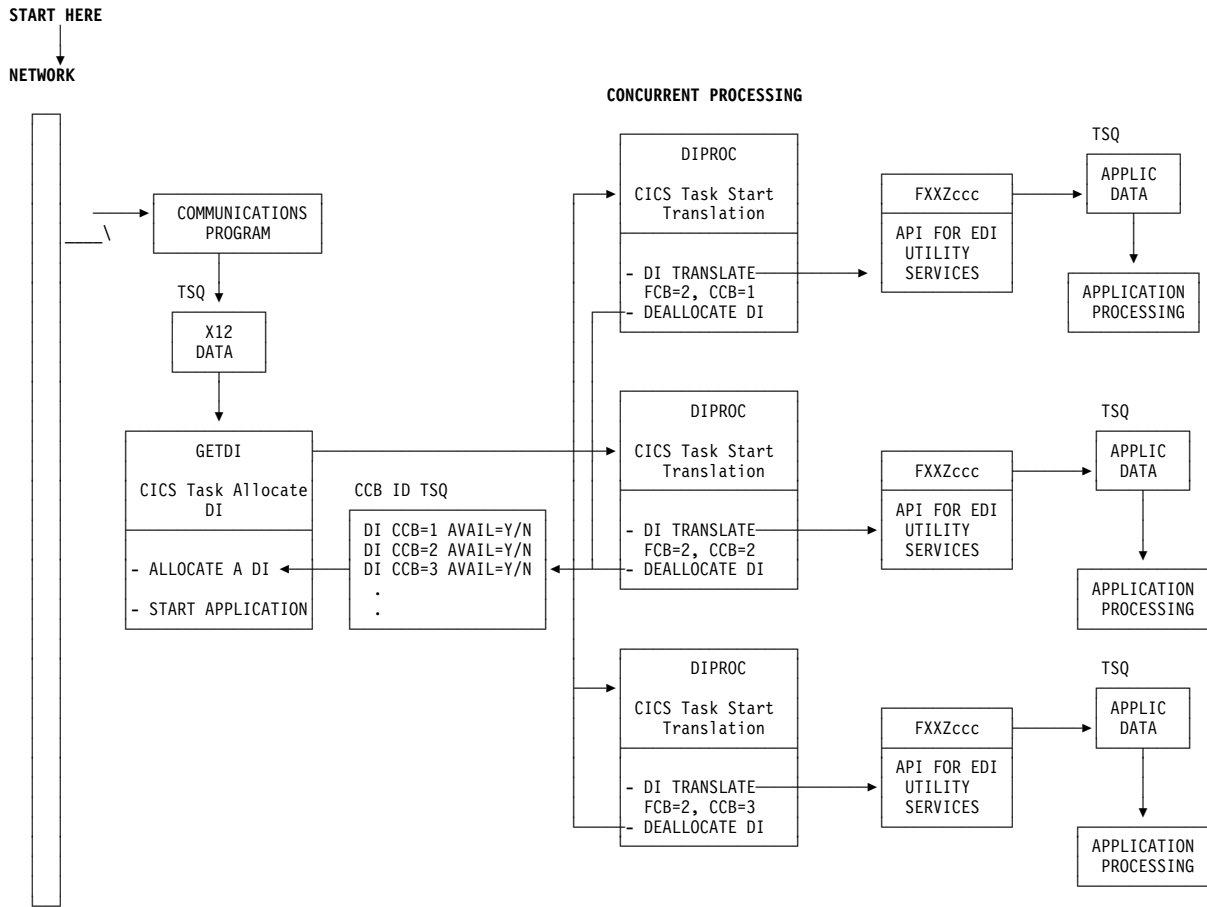 START HERE
NETWORK
CONCURRENT PROCESSING
COMMUNICATIONS
PROGRAM
TSQ
X12
DATA
GETDI
CICS Task Allocate
DI
- ALLOCATE A DI
- START APPLICATION
CCB ID TSQ
DI CCB=1 AVAIL=Y/N
DI CCB=2 AVAIL=Y/N
DI CCB=3 AVAIL=Y/N
.
.
DIPROC
CICS Task Start
Translation
- DI TRANSLATE
FCB=2, CCB=1
- DEALLOCATE DI
FXXZccc
API FOR EDI
UTILITY
SERVICES
TSQ
APPLIC
DATA
APPLICATION
PROCESSING
DIPROC
CICS Task Start
Translation
- DI TRANSLATE
FCB=2, CCB=2
- DEALLOCATE DI
FXXZccc
API FOR EDI
UTILITY
SERVICES
TSQ
APPLIC
DATA
APPLICATION
PROCESSING
DIPROC
CICS Task Start
Translation
- DI TRANSLATE
FCB=2, CCB=3
- DEALLOCATE DI
FXXZccc
API FOR EDI
UTILITY
SERVICES
TSQ
APPLIC
DATA
APPLICATION
PROCESSING